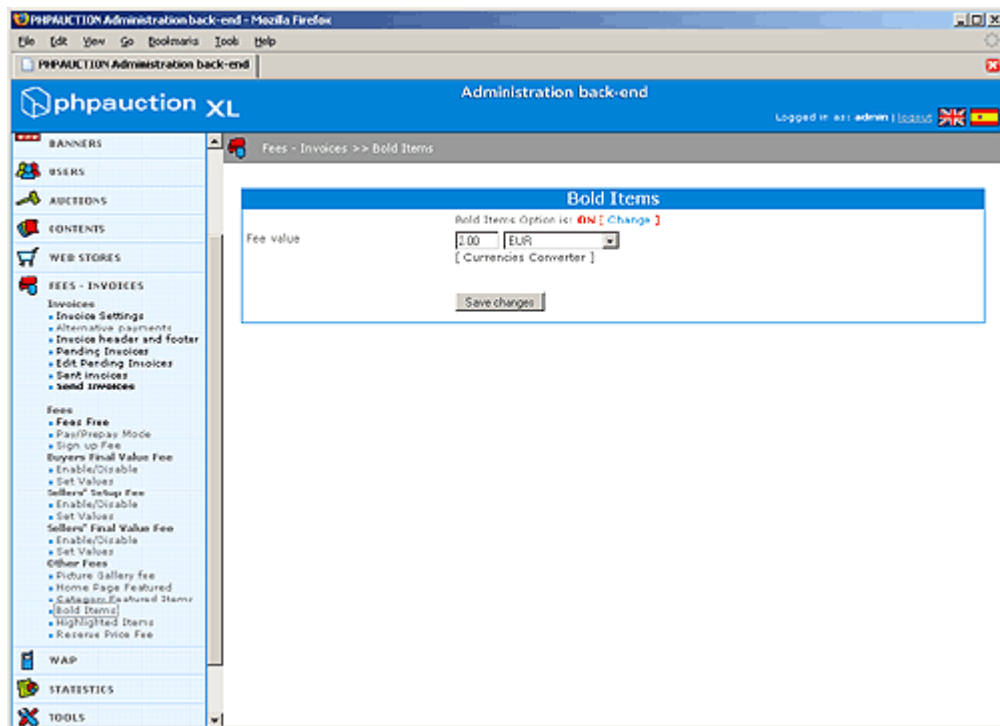 PHPAUCTION Administration back-end - Mozilla Firefox
File Edit View Go Bookmarks Tools Help
PHPAUCTION Administration back-end
phpauction XL
Administration back-end
Logged in as: admin | logout
BANNERS
USERS
AUCTIONS
CONTENTS
WEB STORES
FEES - INVOICES
Invoices
Invoice Settings
Alternative payments
Invoice header and footer
Pending Invoices
Edit Pending Invoices
Sent invoices
Send Invoices
Fees
Fees Free
Pay/Prepay Mode
Sign up Fee
Buyers Final Value Fee
Enable/Disable
Set Values
Sellers' Setup Fee
Enable/Disable
Set Values
Sellers' Final Value Fee
Enable/Disable
Set Values
Other Fees
Picture Gallery fee
Home Page Featured
Category Featured Items
Bold Items
Highlighted Items
Reserve Price Fee
WAP
STATISTICS
TOOLS
Fees - Invoices >> Bold Items
Bold Items
Bold Items Option is: ON [ Change ]
Fee value 2.00 EUR
[ Currencies Converter ]
Save changes